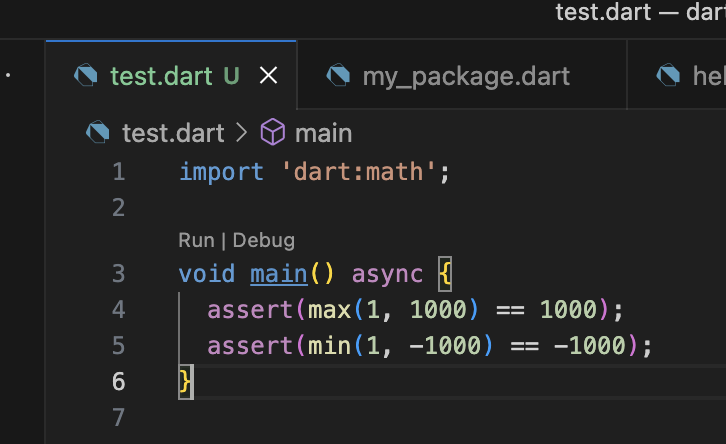 test.dart — dar
test.dart U
my_package.dart
hel
test.dart > main
1 import 'dart:math';
2
Run | Debug
3 void main() async {
4   assert(max(1, 1000) == 1000);
5   assert(min(1, -1000) == -1000);
6 }
7